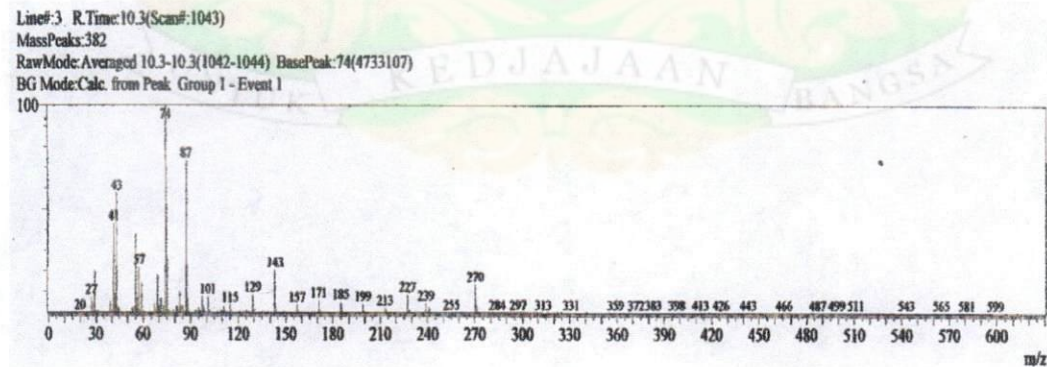 Line#:3 R.Time:10.3(Scan#:1043)
MassPeaks:382
RawMode:Averaged 10.3-10.3(1042-1044) BasePeak:74(4733107)
BG Mode:Calc. from Peak Group 1 - Event 1
KEDJAJAAN BANGSA
100
74
87
43
41
57
27
20
101
115
129
143
157
171
185
199
213
227
239
255
270
284 297 313 331 359 372 383 398 413 426 443 466 487 499 511 543 565 581 599
0 30 60 90 120 150 180 210 240 270 300 330 360 390 420 450 480 510 540 570 600
m/z